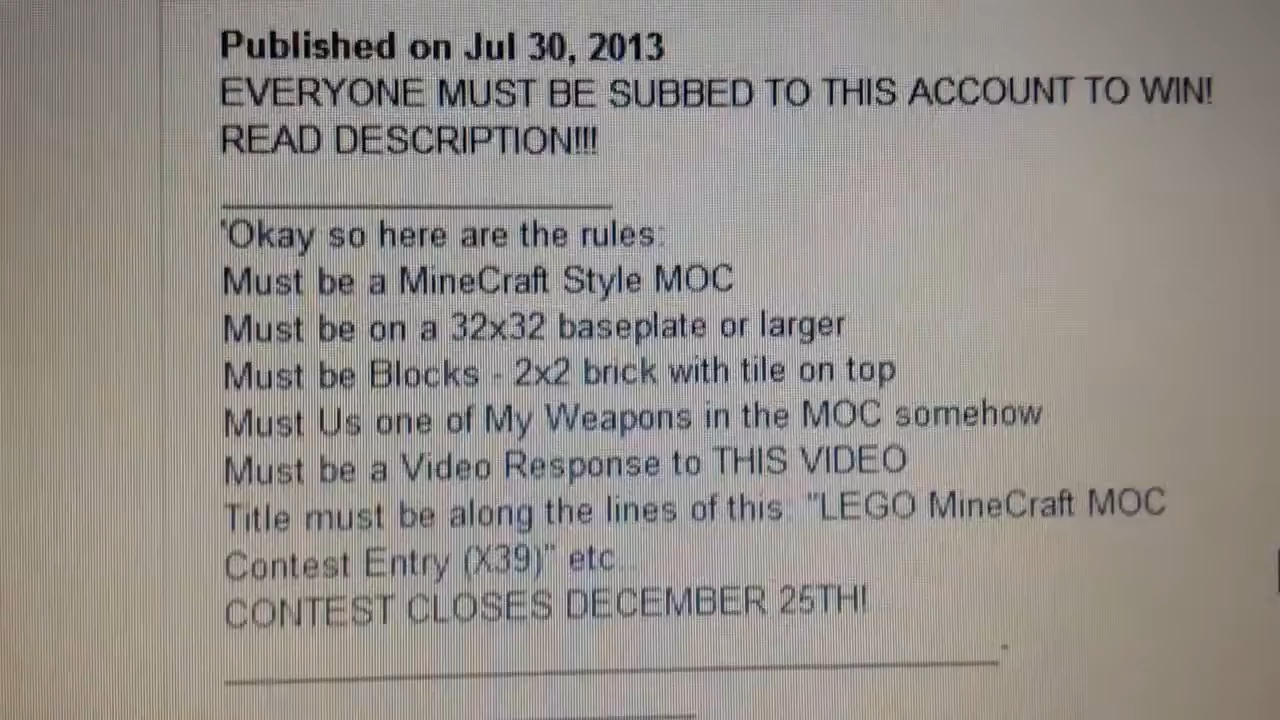 Published on Jul 30, 2013
EVERYONE MUST BE SUBBED TO THIS ACCOUNT TO WIN!
READ DESCRIPTION!!!
'Okay so here are the rules:
Must be a MineCraft Style MOC
Must be on a 32x32 baseplate or larger
Must be Blocks - 2x2 brick with tile on top
Must Us one of My Weapons in the MOC somehow
Must be a Video Response to THIS VIDEO
Title must be along the lines of this: "LEGO MineCraft MOC
Contest Entry (X39)" etc.
CONTEST CLOSES DECEMBER 25TH!